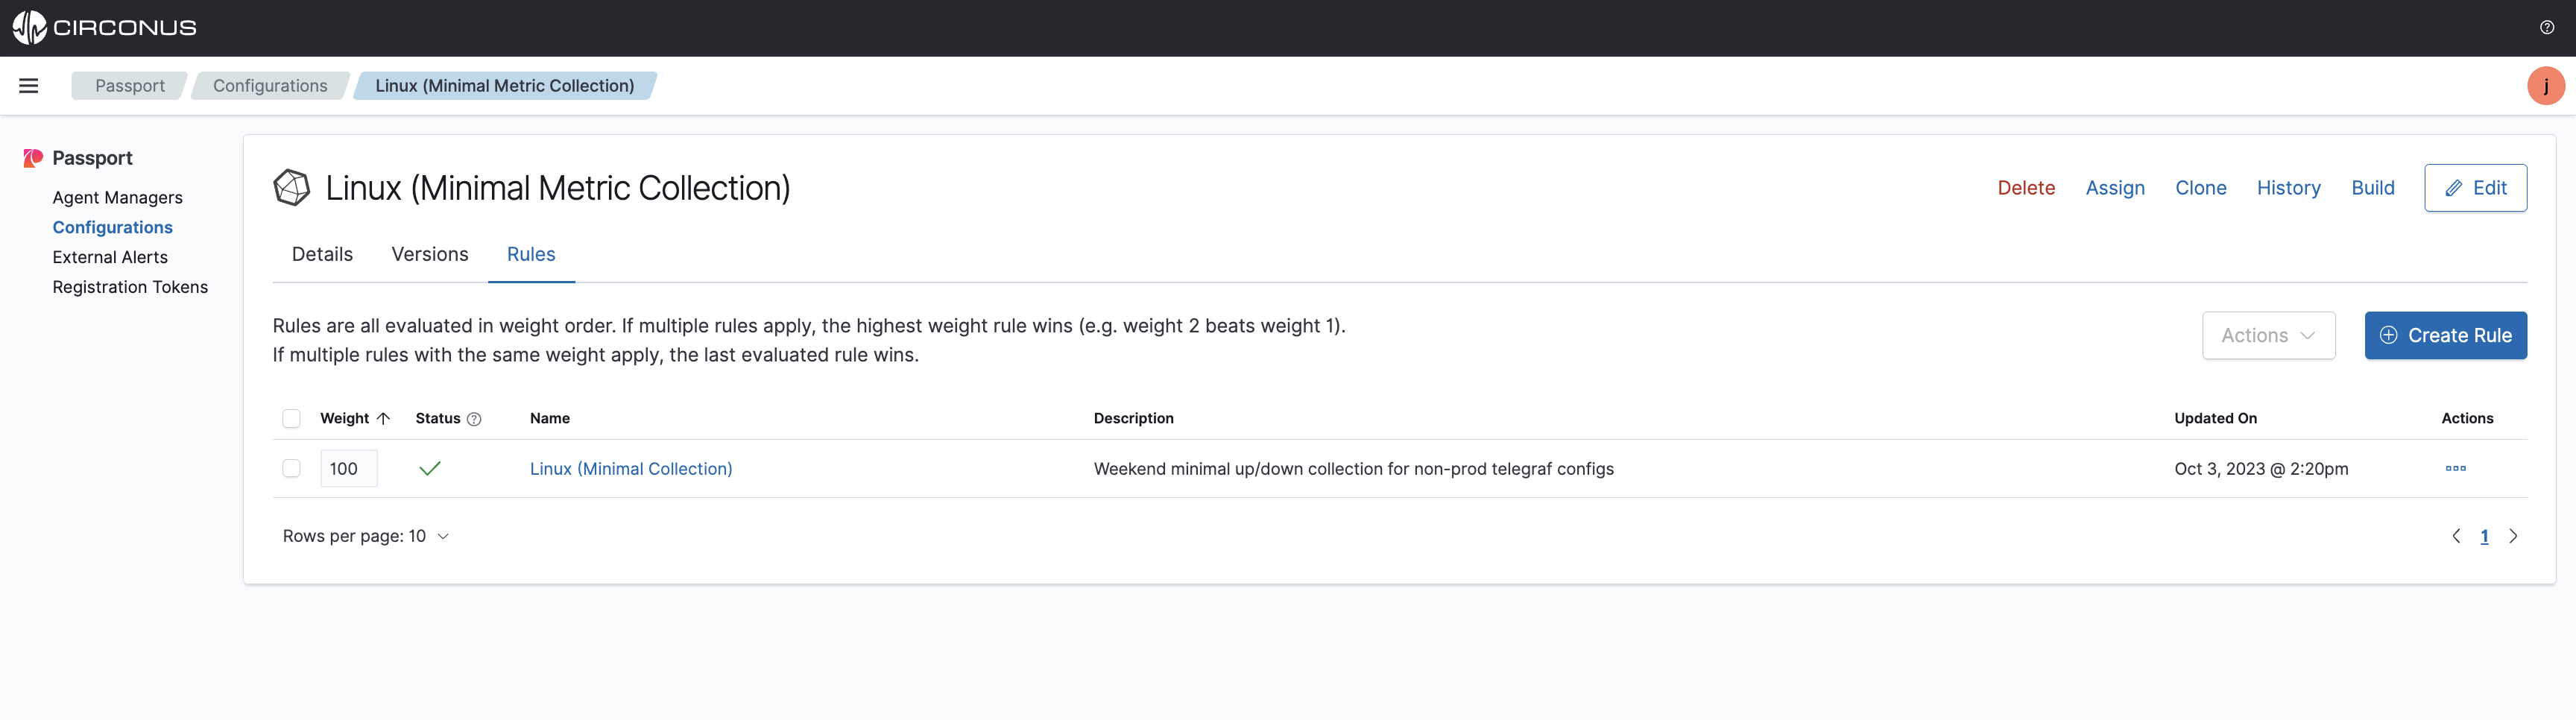 CIRCONUS
Passport
Configurations
Linux (Minimal Metric Collection)
j
Passport
Agent Managers
Configurations
External Alerts
Registration Tokens
Linux (Minimal Metric Collection)
Delete
Assign
Clone
History
Build
Edit
Details
Versions
Rules
Rules are all evaluated in weight order. If multiple rules apply, the highest weight rule wins (e.g. weight 2 beats weight 1).
If multiple rules with the same weight apply, the last evaluated rule wins.
Actions
Create Rule
Weight
Status
Name
Description
Updated On
Actions
100
Linux (Minimal Collection)
Weekend minimal up/down collection for non-prod telegraf configs
Oct 3, 2023 @ 2:20pm
Rows per page: 10
1